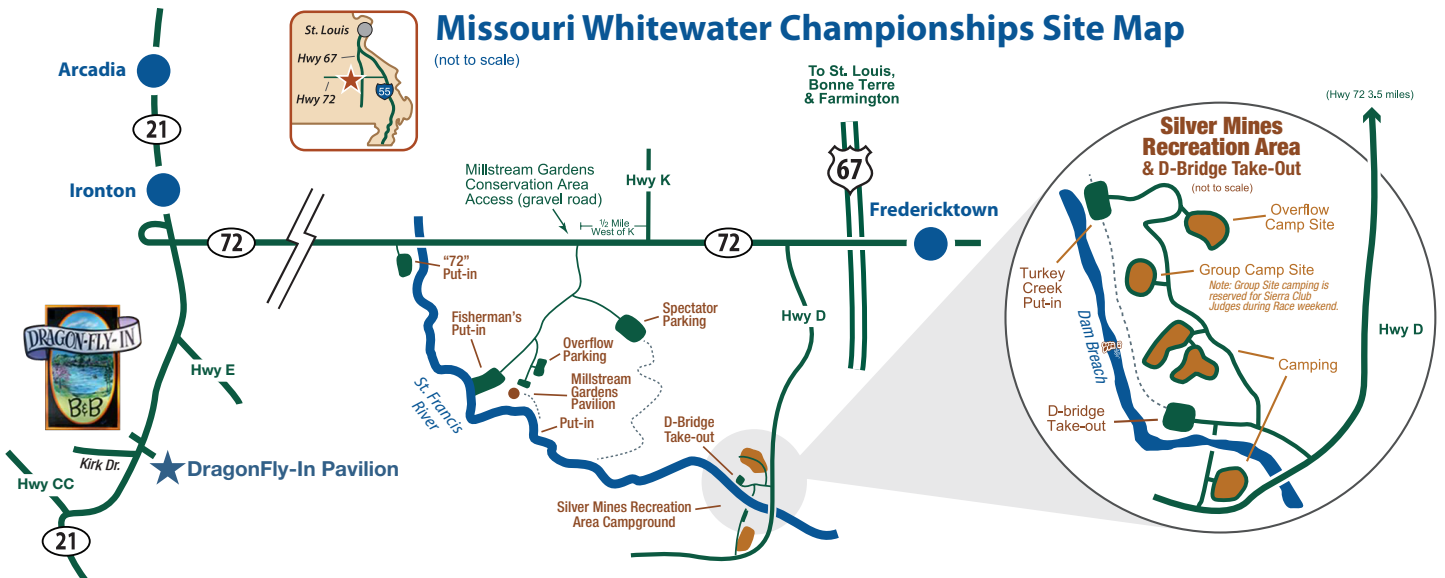 Missouri Whitewater Championships Site Map
(not to scale)
St. Louis
Hwy 67
Hwy 72
55
Arcadia
21
Ironton
72
Millstream Gardens
Conservation Area
Access (gravel road)
Hwy K
1/2 Mile
West of K
72
To St. Louis,
Bonne Terre
& Farmington
67
Fredericktown
"72"
Put-in
Fisherman's
Put-in
Spectator
Parking
Overflow
Parking
Millstream
Gardens
Pavilion
Put-in
St. Francis
River
Hwy D
D-Bridge
Take-out
Silver Mines Recreation
Area Campground
DRAGON-FLY-IN
B&B
Hwy E
Kirk Dr.
DragonFly-In Pavilion
Hwy CC
21
(Hwy 72 3.5 miles)
Silver Mines
Recreation Area
& D-Bridge Take-Out
(not to scale)
Overflow
Camp Site
Turkey
Creek
Put-in
Group Camp Site
Note: Group Site camping is
reserved for Sierra Club
Judges during Race weekend.
Dam Breach
Camping
D-bridge
Take-out
Hwy D